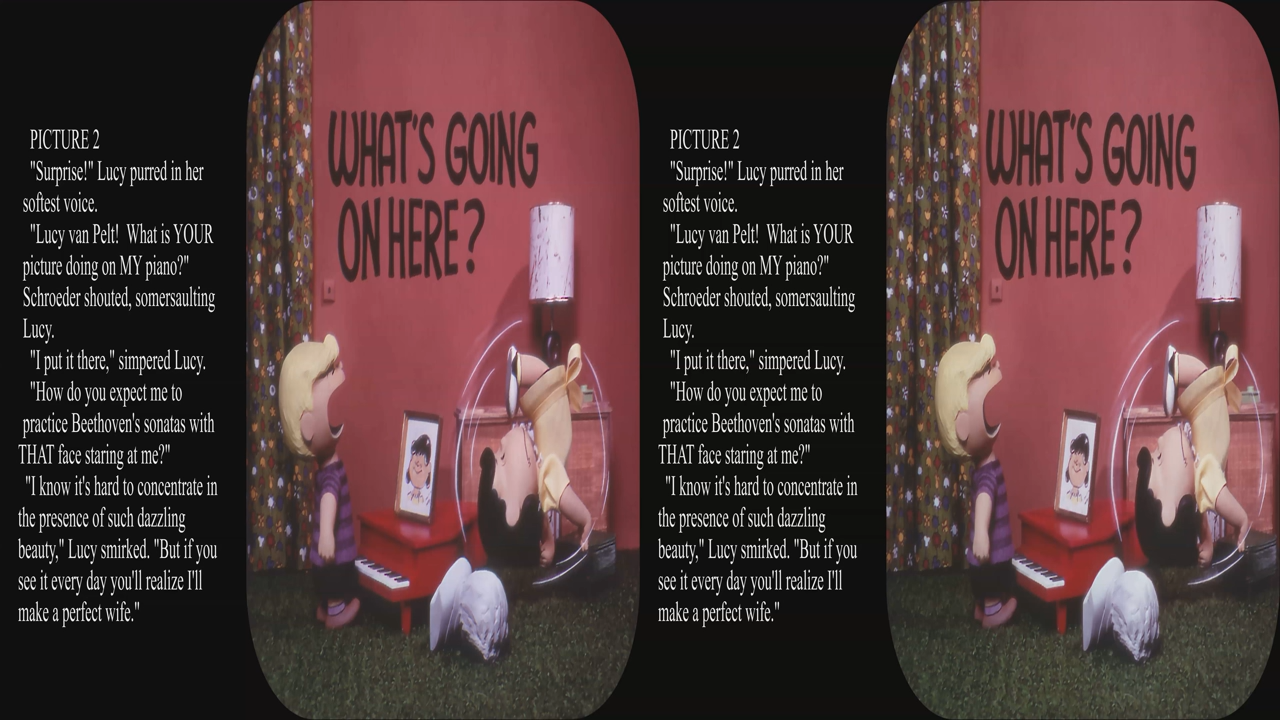 PICTURE 2
"Surprise!" Lucy purred in her
softest voice.
"Lucy van Pelt!  What is YOUR
picture doing on MY piano?"
Schroeder shouted, somersaulting
Lucy.
"I put it there," simpered Lucy.
"How do you expect me to
practice Beethoven's sonatas with
THAT face staring at me?"
"I know it's hard to concentrate in
the presence of such dazzling
beauty," Lucy smirked. "But if you
see it every day you'll realize I'll
make a perfect wife."
WHAT'S GOING
ON HERE?
PICTURE 2
"Surprise!" Lucy purred in her
softest voice.
"Lucy van Pelt!  What is YOUR
picture doing on MY piano?"
Schroeder shouted, somersaulting
Lucy.
"I put it there," simpered Lucy.
"How do you expect me to
practice Beethoven's sonatas with
THAT face staring at me?"
"I know it's hard to concentrate in
the presence of such dazzling
beauty," Lucy smirked. "But if you
see it every day you'll realize I'll
make a perfect wife."
WHAT'S GOING
ON HERE?